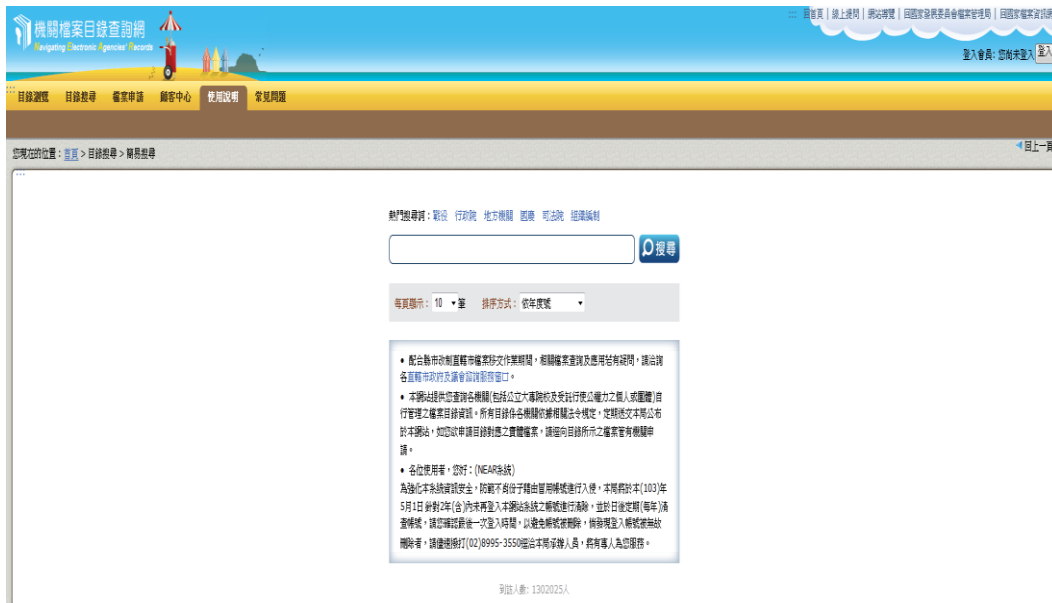 ::: 回首頁 | 線上提問 | 網站導覽 | 回國家發展委員會檔案管理局 | 回國家檔案資訊網
機關檔案目錄查詢網
Navigating Electronic Agencies' Records
登入會員: 您尚未登入 登入
::: 目錄瀏覽 目錄搜尋 檔案申請 顧客中心 使用說明 常見問題
您現在的位置：首頁 > 目錄搜尋 > 簡易搜尋
回上一頁
:::
熱門搜尋詞：戰役 行政院 地方機關 國慶 司法院 組織編制
搜尋
每頁顯示： 10 筆 排序方式： 依年度號
• 配合縣市改制直轄市檔案移交作業期間，相關檔案查詢及應用若有疑問，請洽詢
各直轄市政府及議會諮詢服務窗口。
• 本網站提供您查詢各機關(包括公立大專院校及受託行使公權力之個人或團體)自
行管理之檔案目錄資訊。所有目錄係各機關依據相關法令規定，定期送交本局公布
於本網站，如您欲申請目錄對應之實體檔案，請逕向目錄所示之檔案管有機關申
請。
• 各位使用者，您好：(NEAR系統)
為強化本系統資訊安全，防範不肖份子藉由冒用帳號進行入侵，本局將於本(103)年
5月1日 針對2年(含)內未再登入本網站系統之帳號進行清除，並於日後定期(每年)清
查帳號，請您確認最後一次登入時間，以避免帳號被刪除，倘發現登入帳號被無故
刪除者，請儘速撥打(02)8995-3550逕洽本局承辦人員，將有專人為您服務。
到訪人數: 1302025人